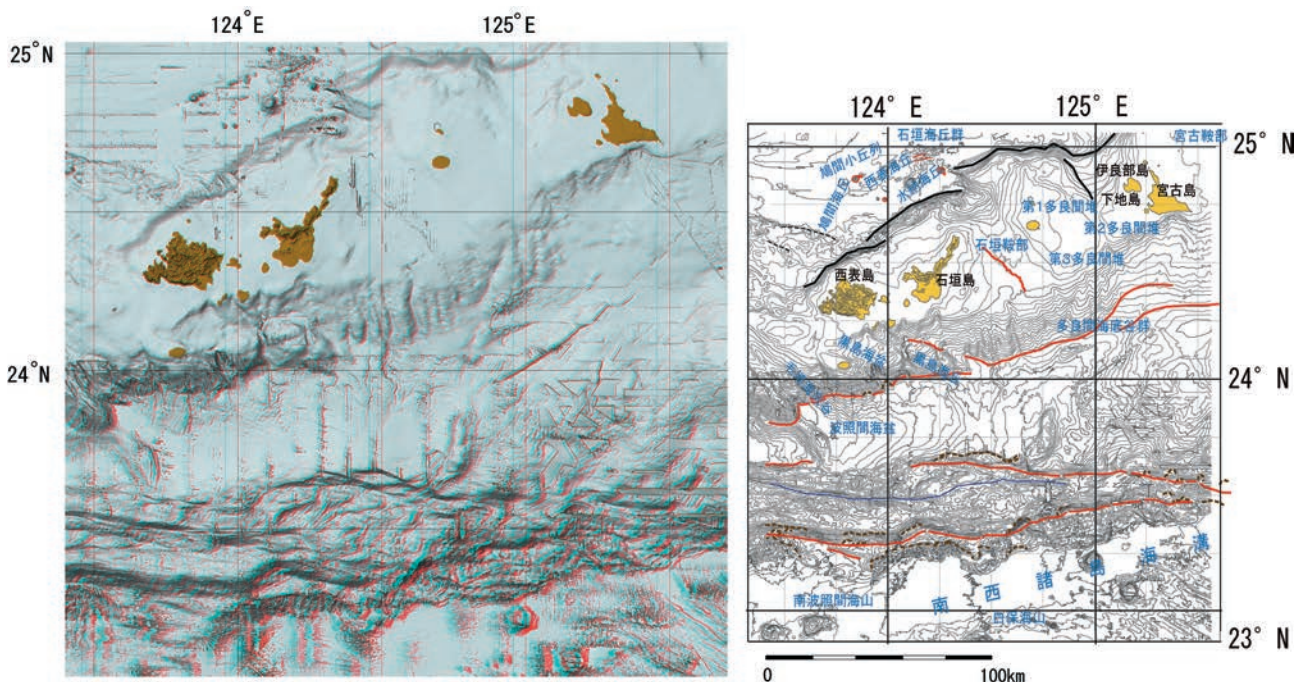 124°E
125°E
25°N
24°N
124° E
125° E
石垣海丘群
宮古鞍部
25° N
鳩間小丘列
西表海丘
鳩間海丘
伊良部島
宮古島
下地島
第1多良間堆
第2多良間堆
石垣鞍部
第3多良間堆
西表島
石垣島
多良間海底谷群
24° N
波照間海盆
南西諸島海溝
南波照間海山
白保海山
23° N
0
100km